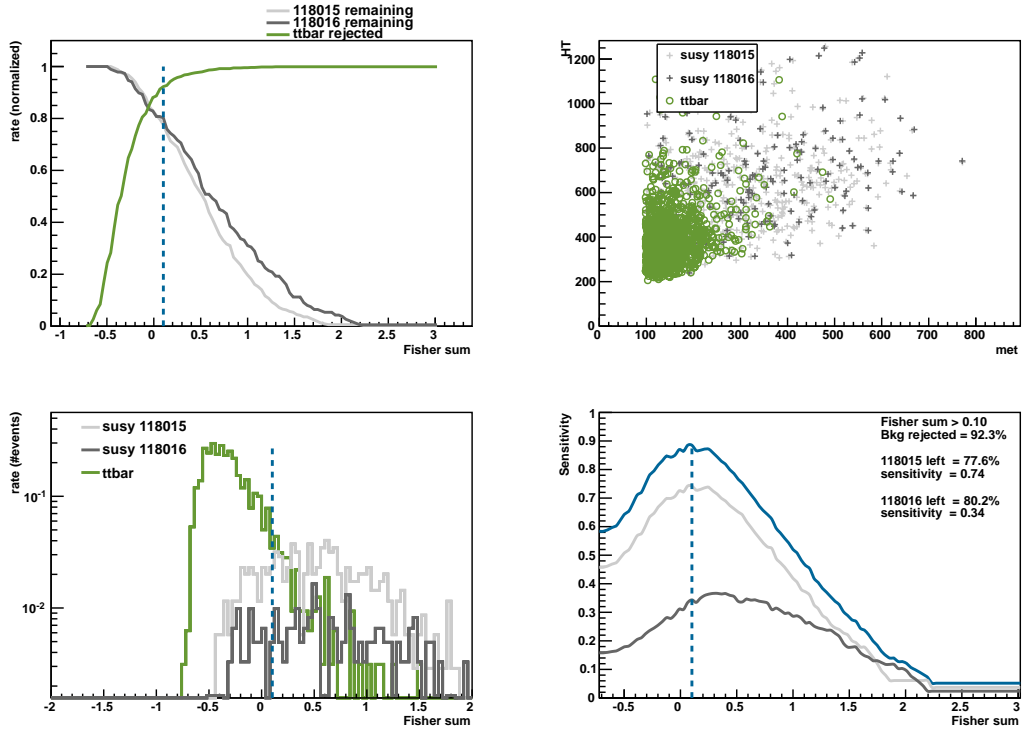 118015 remaining
118016 remaining
ttbar rejected
rate (normalized)
1
0.8
0.6
0.4
0.2
0
-1 -0.5 0 0.5 1 1.5 2 2.5 3
Fisher sum
HT
1200
1000
800
600
400
200
0
susy 118015
susy 118016
ttbar
0 100 200 300 400 500 600 700 800
met
rate (#events)
10-1
10-2
susy 118015
susy 118016
ttbar
-2 -1.5 -1 -0.5 0 0.5 1 1.5 2
Fisher sum
Sensitivity
1
0.9
0.8
0.7
0.6
0.5
0.4
0.3
0.2
0.1
0
Fisher sum > 0.10
Bkg rejected = 92.3%
118015 left = 77.6%
sensitivity = 0.74
118016 left = 80.2%
sensitivity = 0.34
-0.5 0 0.5 1 1.5 2 2.5 3
Fisher sum